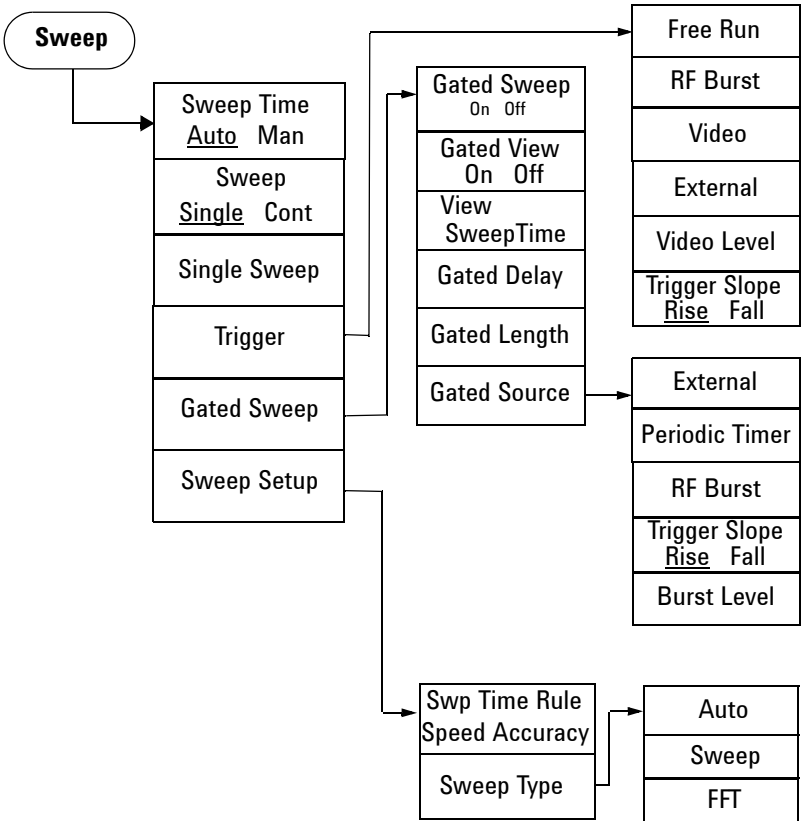 Sweep
Sweep Time
Auto Man
Sweep
Single Cont
Single Sweep
Trigger
Gated Sweep
Sweep Setup
Gated Sweep
On Off
Gated View
On Off
View
SweepTime
Gated Delay
Gated Length
Gated Source
Free Run
RF Burst
Video
External
Video Level
Trigger Slope
Rise Fall
External
Periodic Timer
RF Burst
Trigger Slope
Rise Fall
Burst Level
Swp Time Rule
Speed Accuracy
Sweep Type
Auto
Sweep
FFT